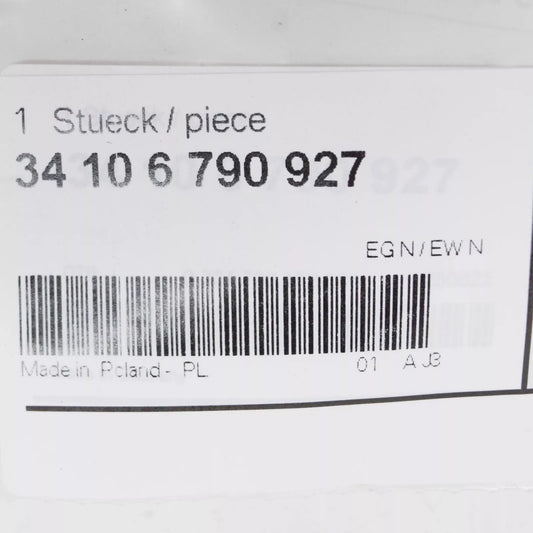 1 Stueck / piece
34 10 6 790 927
EGN/EWN
Made in Poland - PL
01 AJ3